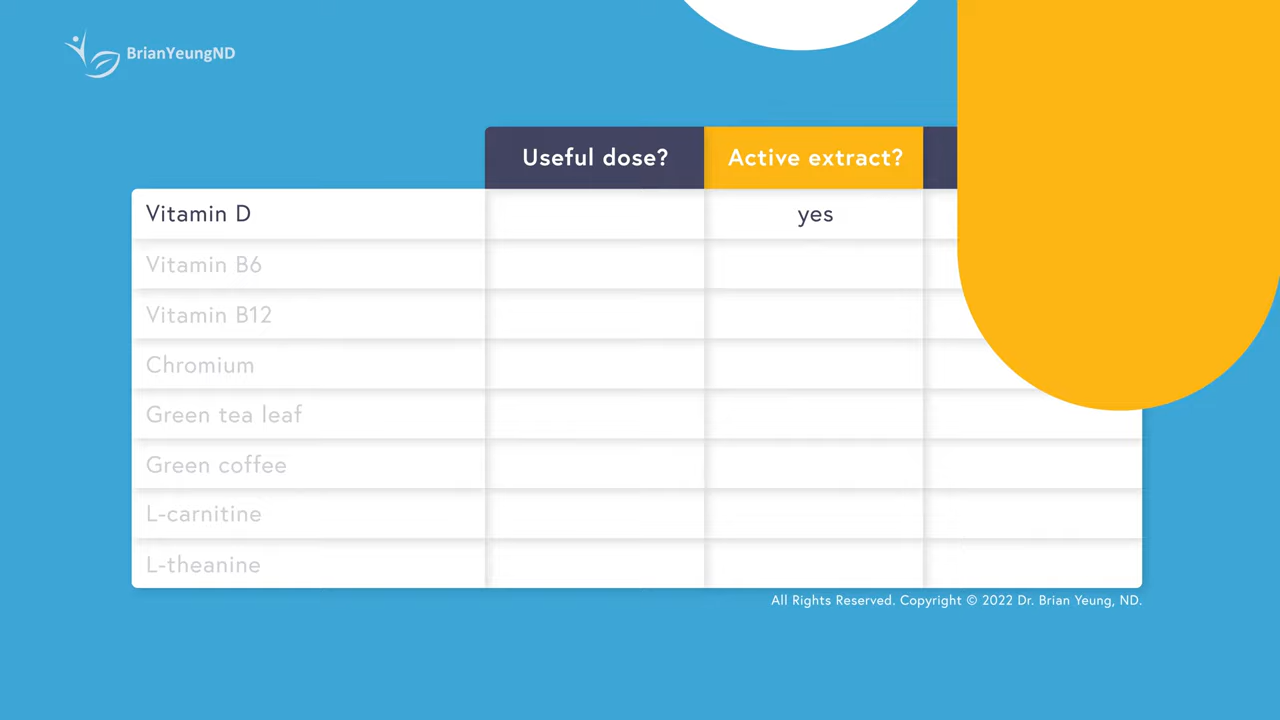 BrianYeungND
Useful dose? Active extract?
Vitamin D yes
Vitamin B6
Vitamin B12
Chromium
Green tea leaf
Green coffee
L-carnitine
L-theanine
All Rights Reserved. Copyright © 2022 Dr. Brian Yeung, ND.